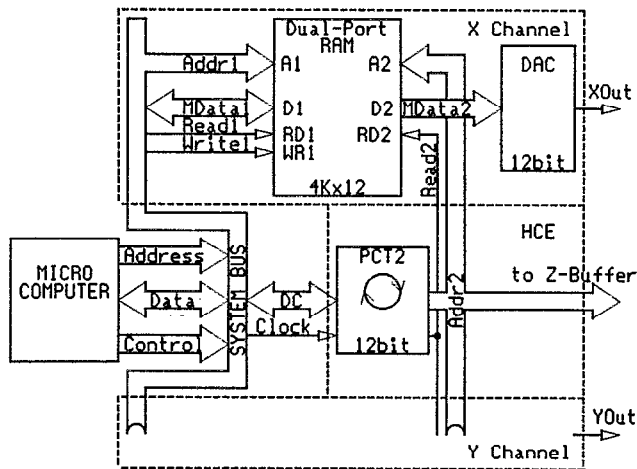 Dual-Port
RAM
X Channel
Addr1
A1
A2
DAC
XOut
MData
D1
D2
MData2
Read1
RD1
RD2
Write1
WR1
Read2
4Kx12
12bit
HCE
MICRO
COMPUTER
Address
SYSTEM BUS
PCT2
to Z-Buffer
Data
DC
Addr2
Clock
Control
12bit
YOut
Y Channel